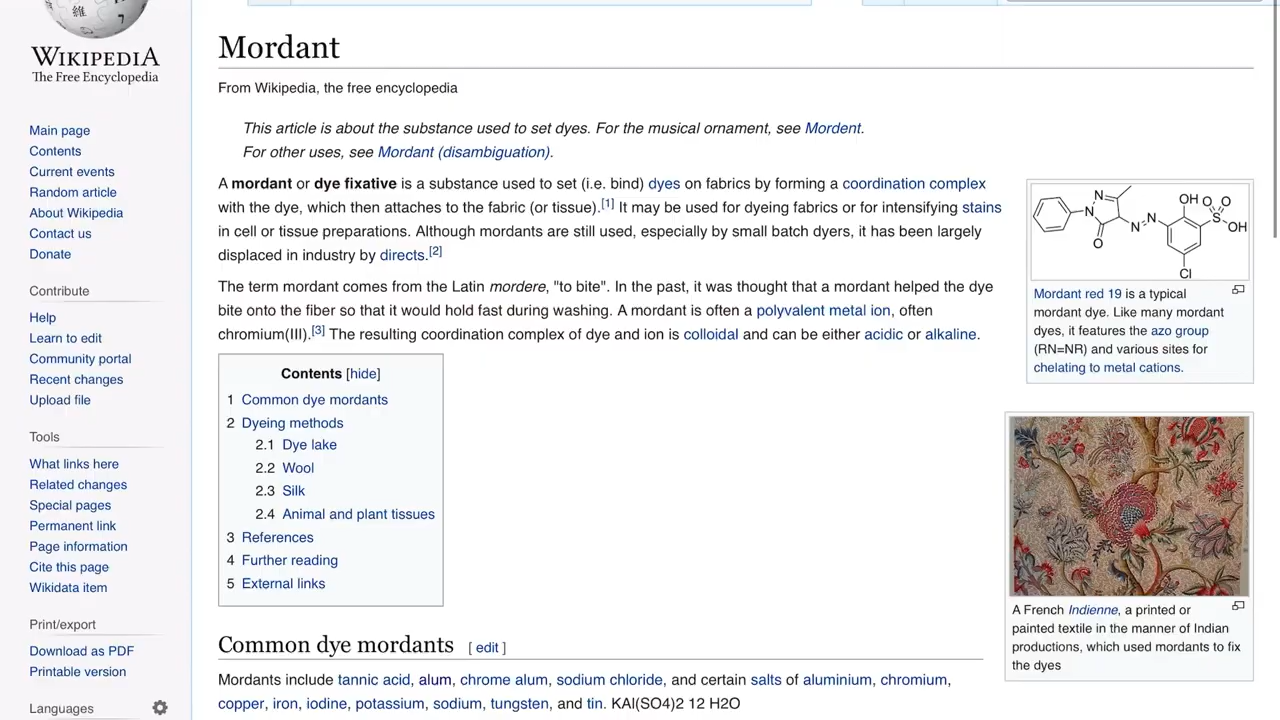 維
7
WIKIPEDIA
The Free Encyclopedia
Main page
Contents
Current events
Random article
About Wikipedia
Contact us
Donate
Contribute
Help
Learn to edit
Community portal
Recent changes
Upload file
Tools
What links here
Related changes
Special pages
Permanent link
Page information
Cite this page
Wikidata item
Print/export
Download as PDF
Printable version
Languages
Mordant
From Wikipedia, the free encyclopedia
This article is about the substance used to set dyes. For the musical ornament, see Mordent.
For other uses, see Mordant (disambiguation).
A mordant or dye fixative is a substance used to set (i.e. bind) dyes on fabrics by forming a coordination complex
with the dye, which then attaches to the fabric (or tissue).[1] It may be used for dyeing fabrics or for intensifying stains
in cell or tissue preparations. Although mordants are still used, especially by small batch dyers, it has been largely
displaced in industry by directs.[2]
The term mordant comes from the Latin mordere, "to bite". In the past, it was thought that a mordant helped the dye
bite onto the fiber so that it would hold fast during washing. A mordant is often a polyvalent metal ion, often
chromium(III).[3] The resulting coordination complex of dye and ion is colloidal and can be either acidic or alkaline.
Contents [hide]
1 Common dye mordants
2 Dyeing methods
2.1 Dye lake
2.2 Wool
2.3 Silk
2.4 Animal and plant tissues
3 References
4 Further reading
5 External links
Common dye mordants [ edit ]
Mordants include tannic acid, alum, chrome alum, sodium chloride, and certain salts of aluminium, chromium,
copper, iron, iodine, potassium, sodium, tungsten, and tin. KAl(SO4)2 12 H2O
N
N
O
N
N
OH
O O
S
OH
Cl
Mordant red 19 is a typical
mordant dye. Like many mordant
dyes, it features the azo group
(RN=NR) and various sites for
chelating to metal cations.
A French Indienne, a printed or
painted textile in the manner of Indian
productions, which used mordants to fix
the dyes